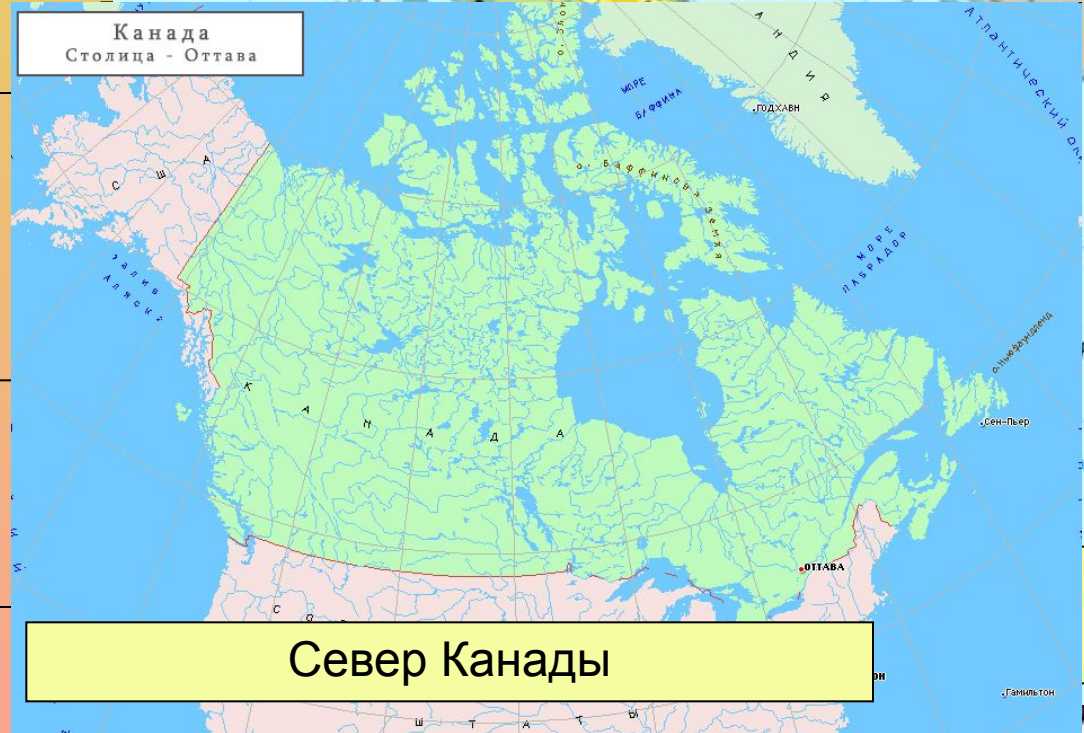 Канада
Столица - Оттава
МОРЕ
БАФФИНА
ГОДХАВН
США
о. Баффинова Земля
МОРЕ
ЛАБРАДОР
ЗАЛИВ
АЛЯСКА
о.Ньюфаундленд
КАНАДА
Сен-Пьер
ОТТАВА
Север Канады
Гамильтон
ШТАТЫ